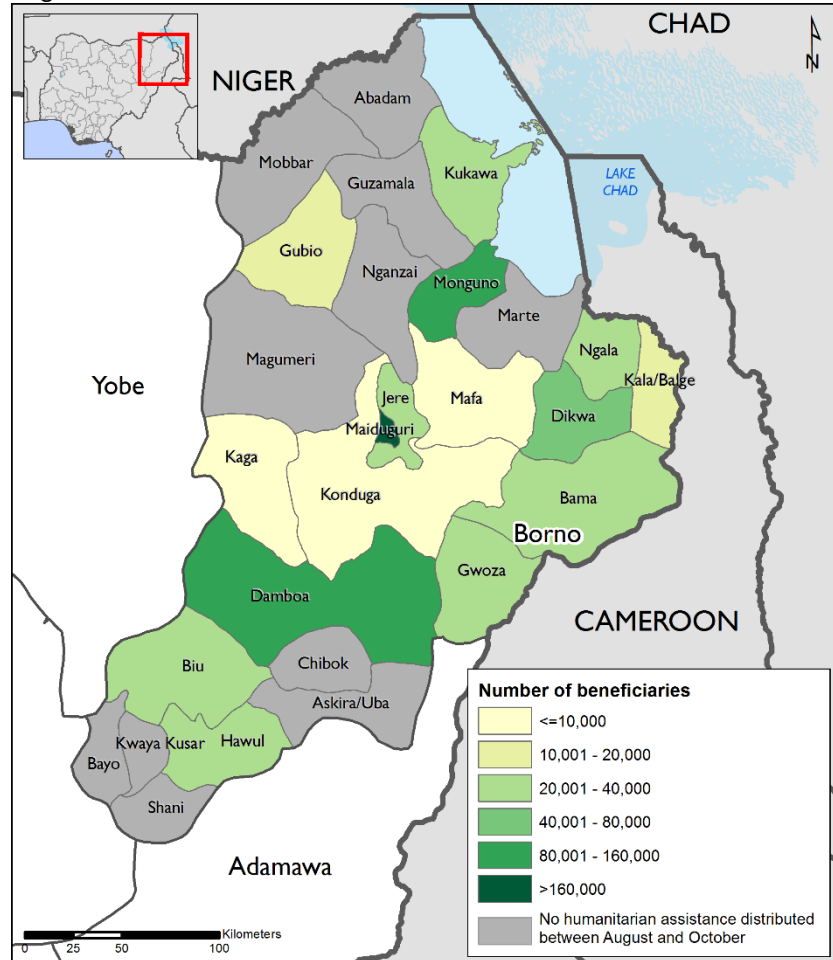 CHAD
N
NIGER
Abadam
Mobbar
Kukawa
Guzamala
LAKE
CHAD
Gubio
Nganzai
Monguno
Marte
Ngala
Magumeri
Kala/Balge
Yobe
Jere
Mafa
Dikwa
Maiduguri
Kaga
Konduga
Bama
Borno
Gwoza
Damboa
CAMEROON
Chibok
Biu
Askira/Uba
Kwaya Kusar
Hawul
Bayo
Shani
Adamawa
Number of beneficiaries
<=10,000
10,001 - 20,000
20,001 - 40,000
40,001 - 80,000
80,001 - 160,000
>160,000
No humanitarian assistance distributed
between August and October
Kilometers
0 25 50 100